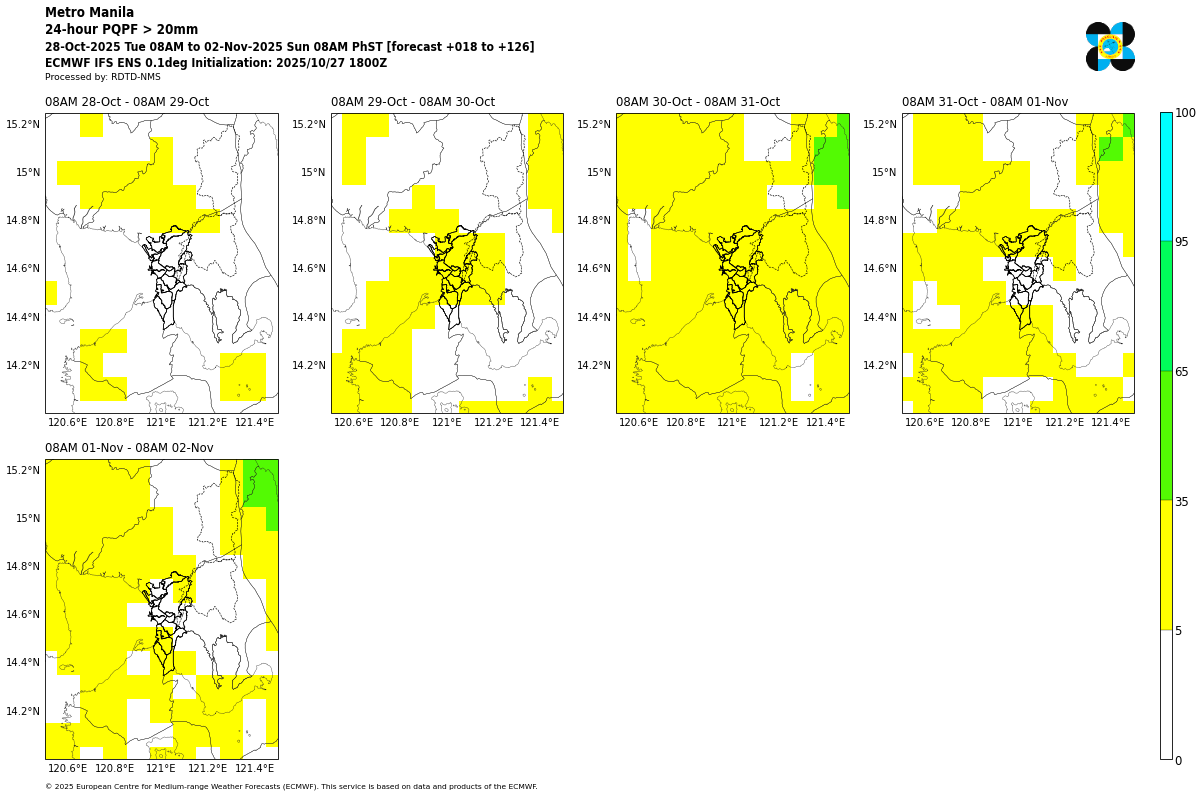 Metro Manila
24-hour PQPF > 20mm
28-Oct-2025 Tue 08AM to 02-Nov-2025 Sun 08AM PhST [forecast +018 to +126]
ECMWF IFS ENS 0.1deg Initialization: 2025/10/27 1800Z
Processed by: RDTD-NMS
08AM 28-Oct - 08AM 29-Oct
15.2°N
15°N
14.8°N
14.6°N
14.4°N
14.2°N
120.6°E 120.8°E 121°E 121.2°E 121.4°E
08AM 29-Oct - 08AM 30-Oct
15.2°N
15°N
14.8°N
14.6°N
14.4°N
14.2°N
120.6°E 120.8°E 121°E 121.2°E 121.4°E
08AM 30-Oct - 08AM 31-Oct
15.2°N
15°N
14.8°N
14.6°N
14.4°N
14.2°N
120.6°E 120.8°E 121°E 121.2°E 121.4°E
08AM 31-Oct - 08AM 01-Nov
15.2°N
15°N
14.8°N
14.6°N
14.4°N
14.2°N
120.6°E 120.8°E 121°E 121.2°E 121.4°E
08AM 01-Nov - 08AM 02-Nov
15.2°N
15°N
14.8°N
14.6°N
14.4°N
14.2°N
120.6°E 120.8°E 121°E 121.2°E 121.4°E
100
95
65
35
5
0
© 2025 European Centre for Medium-range Weather Forecasts (ECMWF). This service is based on data and products of the ECMWF.